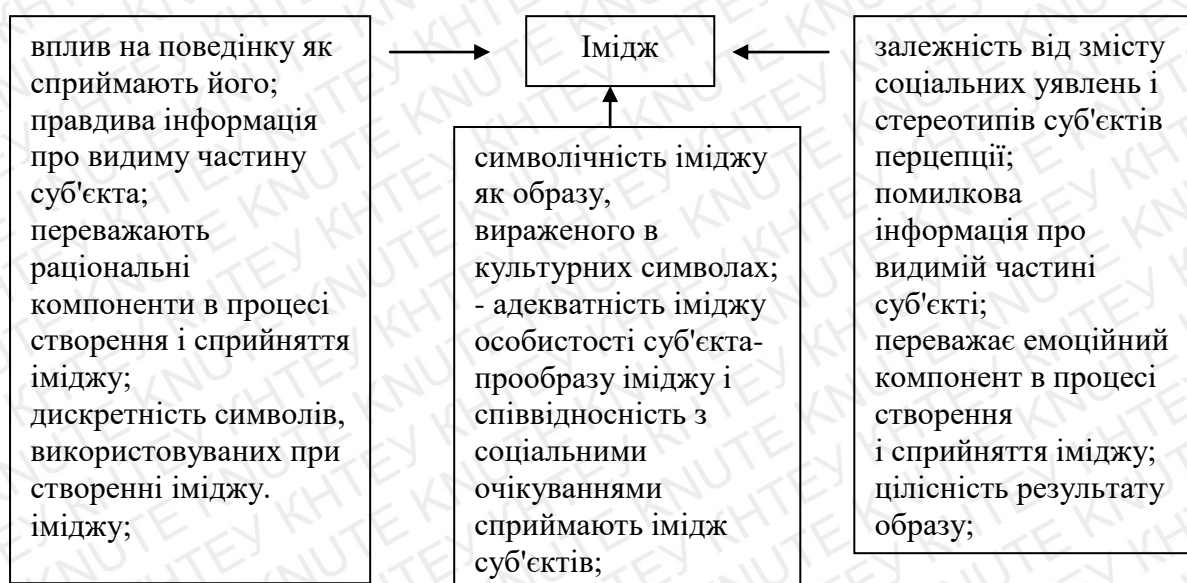 вплив на поведінку як
сприймають його;
правдива інформація
про видиму частину
суб'єкта;
переважають
раціональні
компоненти в процесі
створення і сприйняття
іміджу;
дискретність символів,
використовуваних при
створенні іміджу.
іміджу;
Імідж
символічність іміджу
як образу,
вираженого в
культурних символах;
- адекватність іміджу
особистості суб'єкта-
прообразу іміджу і
співвідносність з
соціальними
очікуваннями
сприймають імідж
суб'єктів;
залежність від змісту
соціальних уявлень і
стереотипів суб'єктів
перцепції;
помилкова
інформація про
видимій частині
суб'єкті;
переважає емоційний
компонент в процесі
створення
і сприйняття іміджу;
цілісність результату
образу;